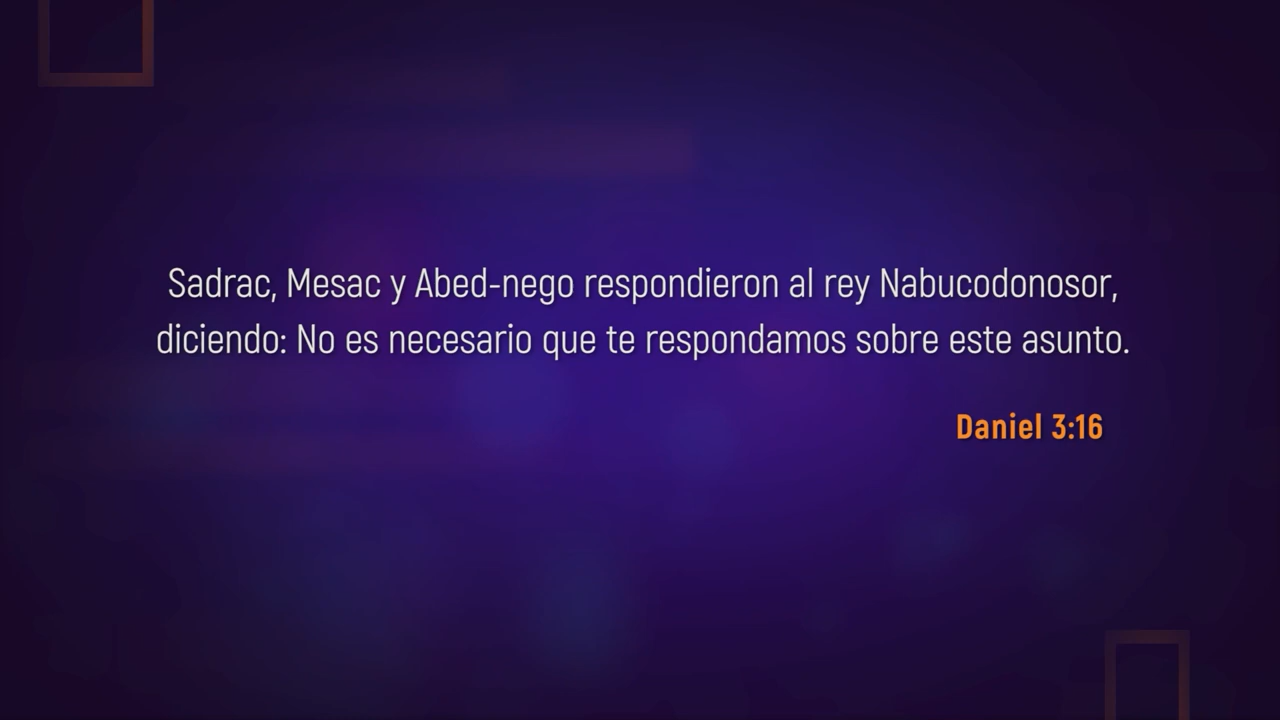 Sadrac, Mesac y Abed-nego respondieron al rey Nabucodonosor,
diciendo: No es necesario que te respondamos sobre este asunto.
Daniel 3:16